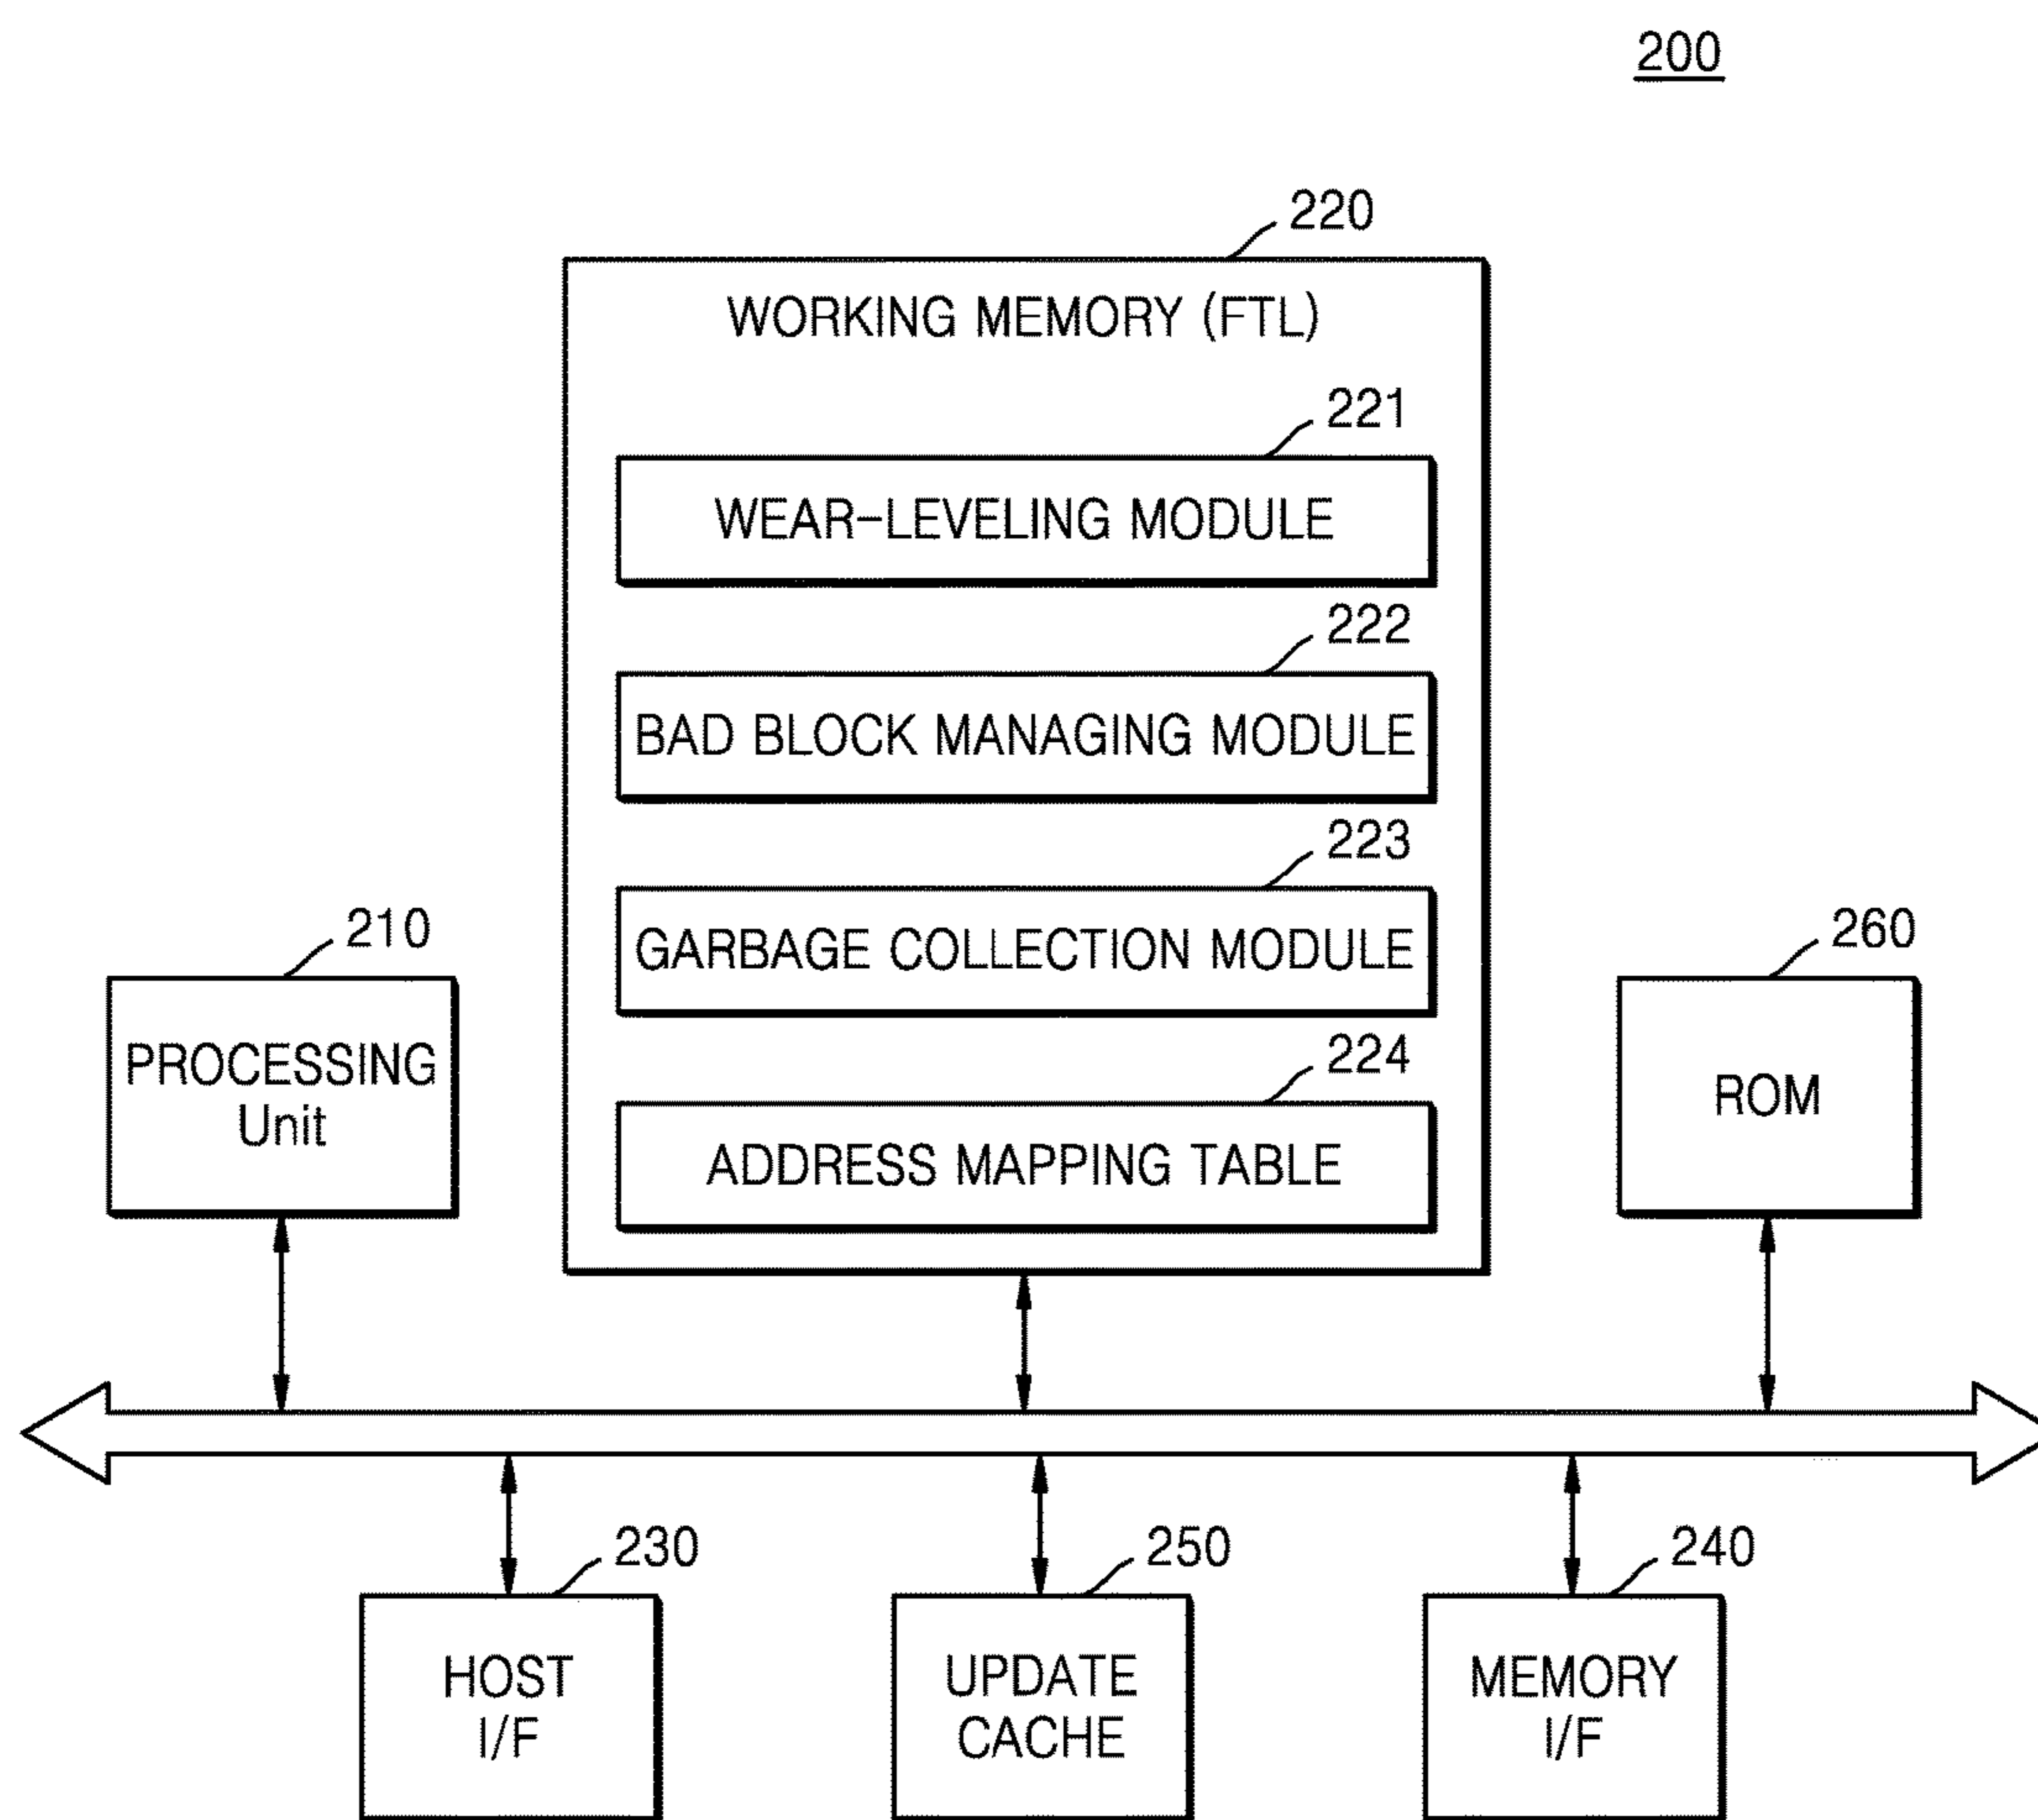 200
220
WORKING MEMORY (FTL)
221
WEAR-LEVELING MODULE
222
BAD BLOCK MANAGING MODULE
223
GARBAGE COLLECTION MODULE
224
ADDRESS MAPPING TABLE
210
PROCESSING
Unit
260
ROM
230
HOST
I/F
250
UPDATE
CACHE
240
MEMORY
I/F